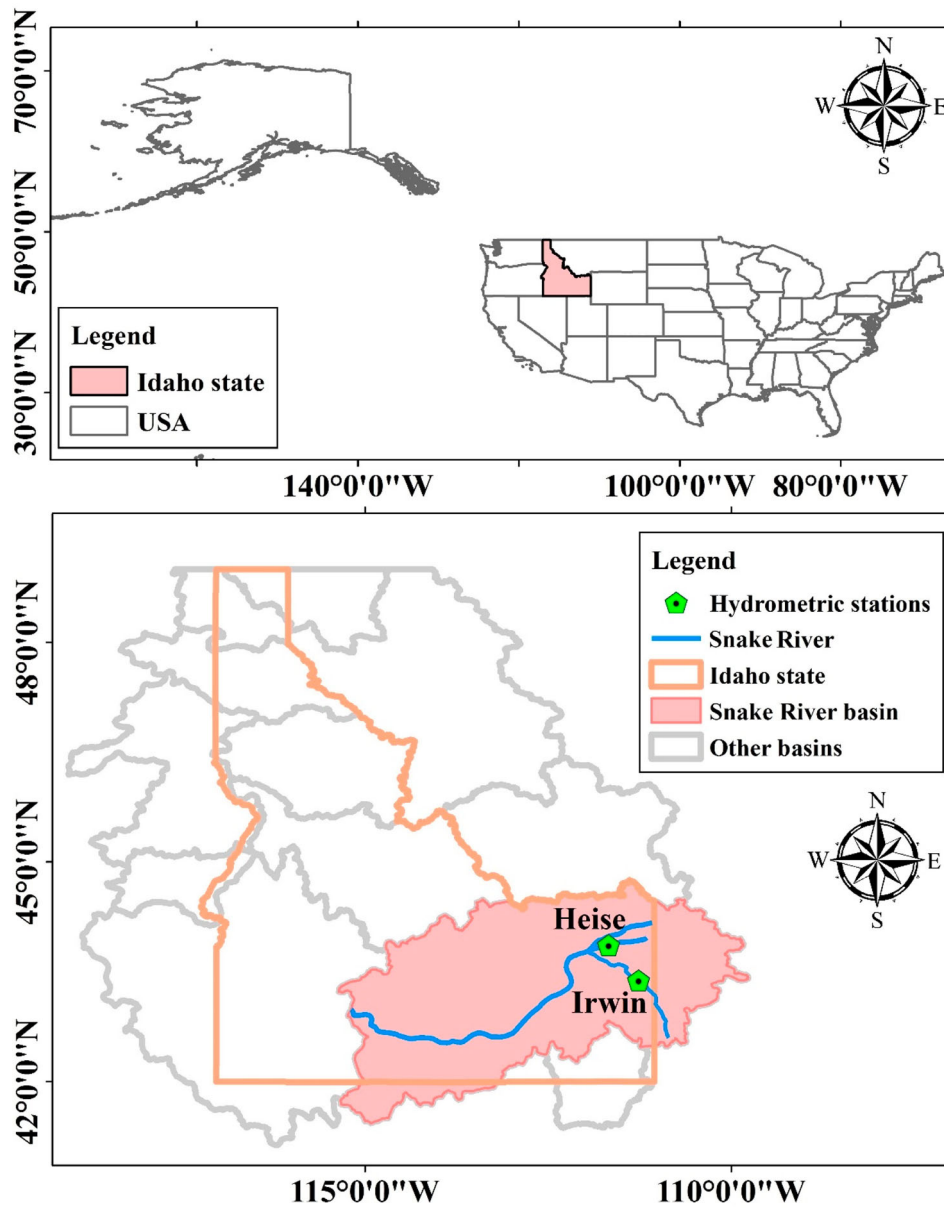 N
W E
S
70°0'0"N
50°0'0"N
30°0'0"N
Legend
Idaho state
USA
140°0'0"W 100°0'0"W 80°0'0"W
Legend
Hydrometric stations
Snake River
Idaho state
Snake River basin
Other basins
N
W E
S
48°0'0"N
45°0'0"N
42°0'0"N
Heise
Irwin
115°0'0"W 110°0'0"W